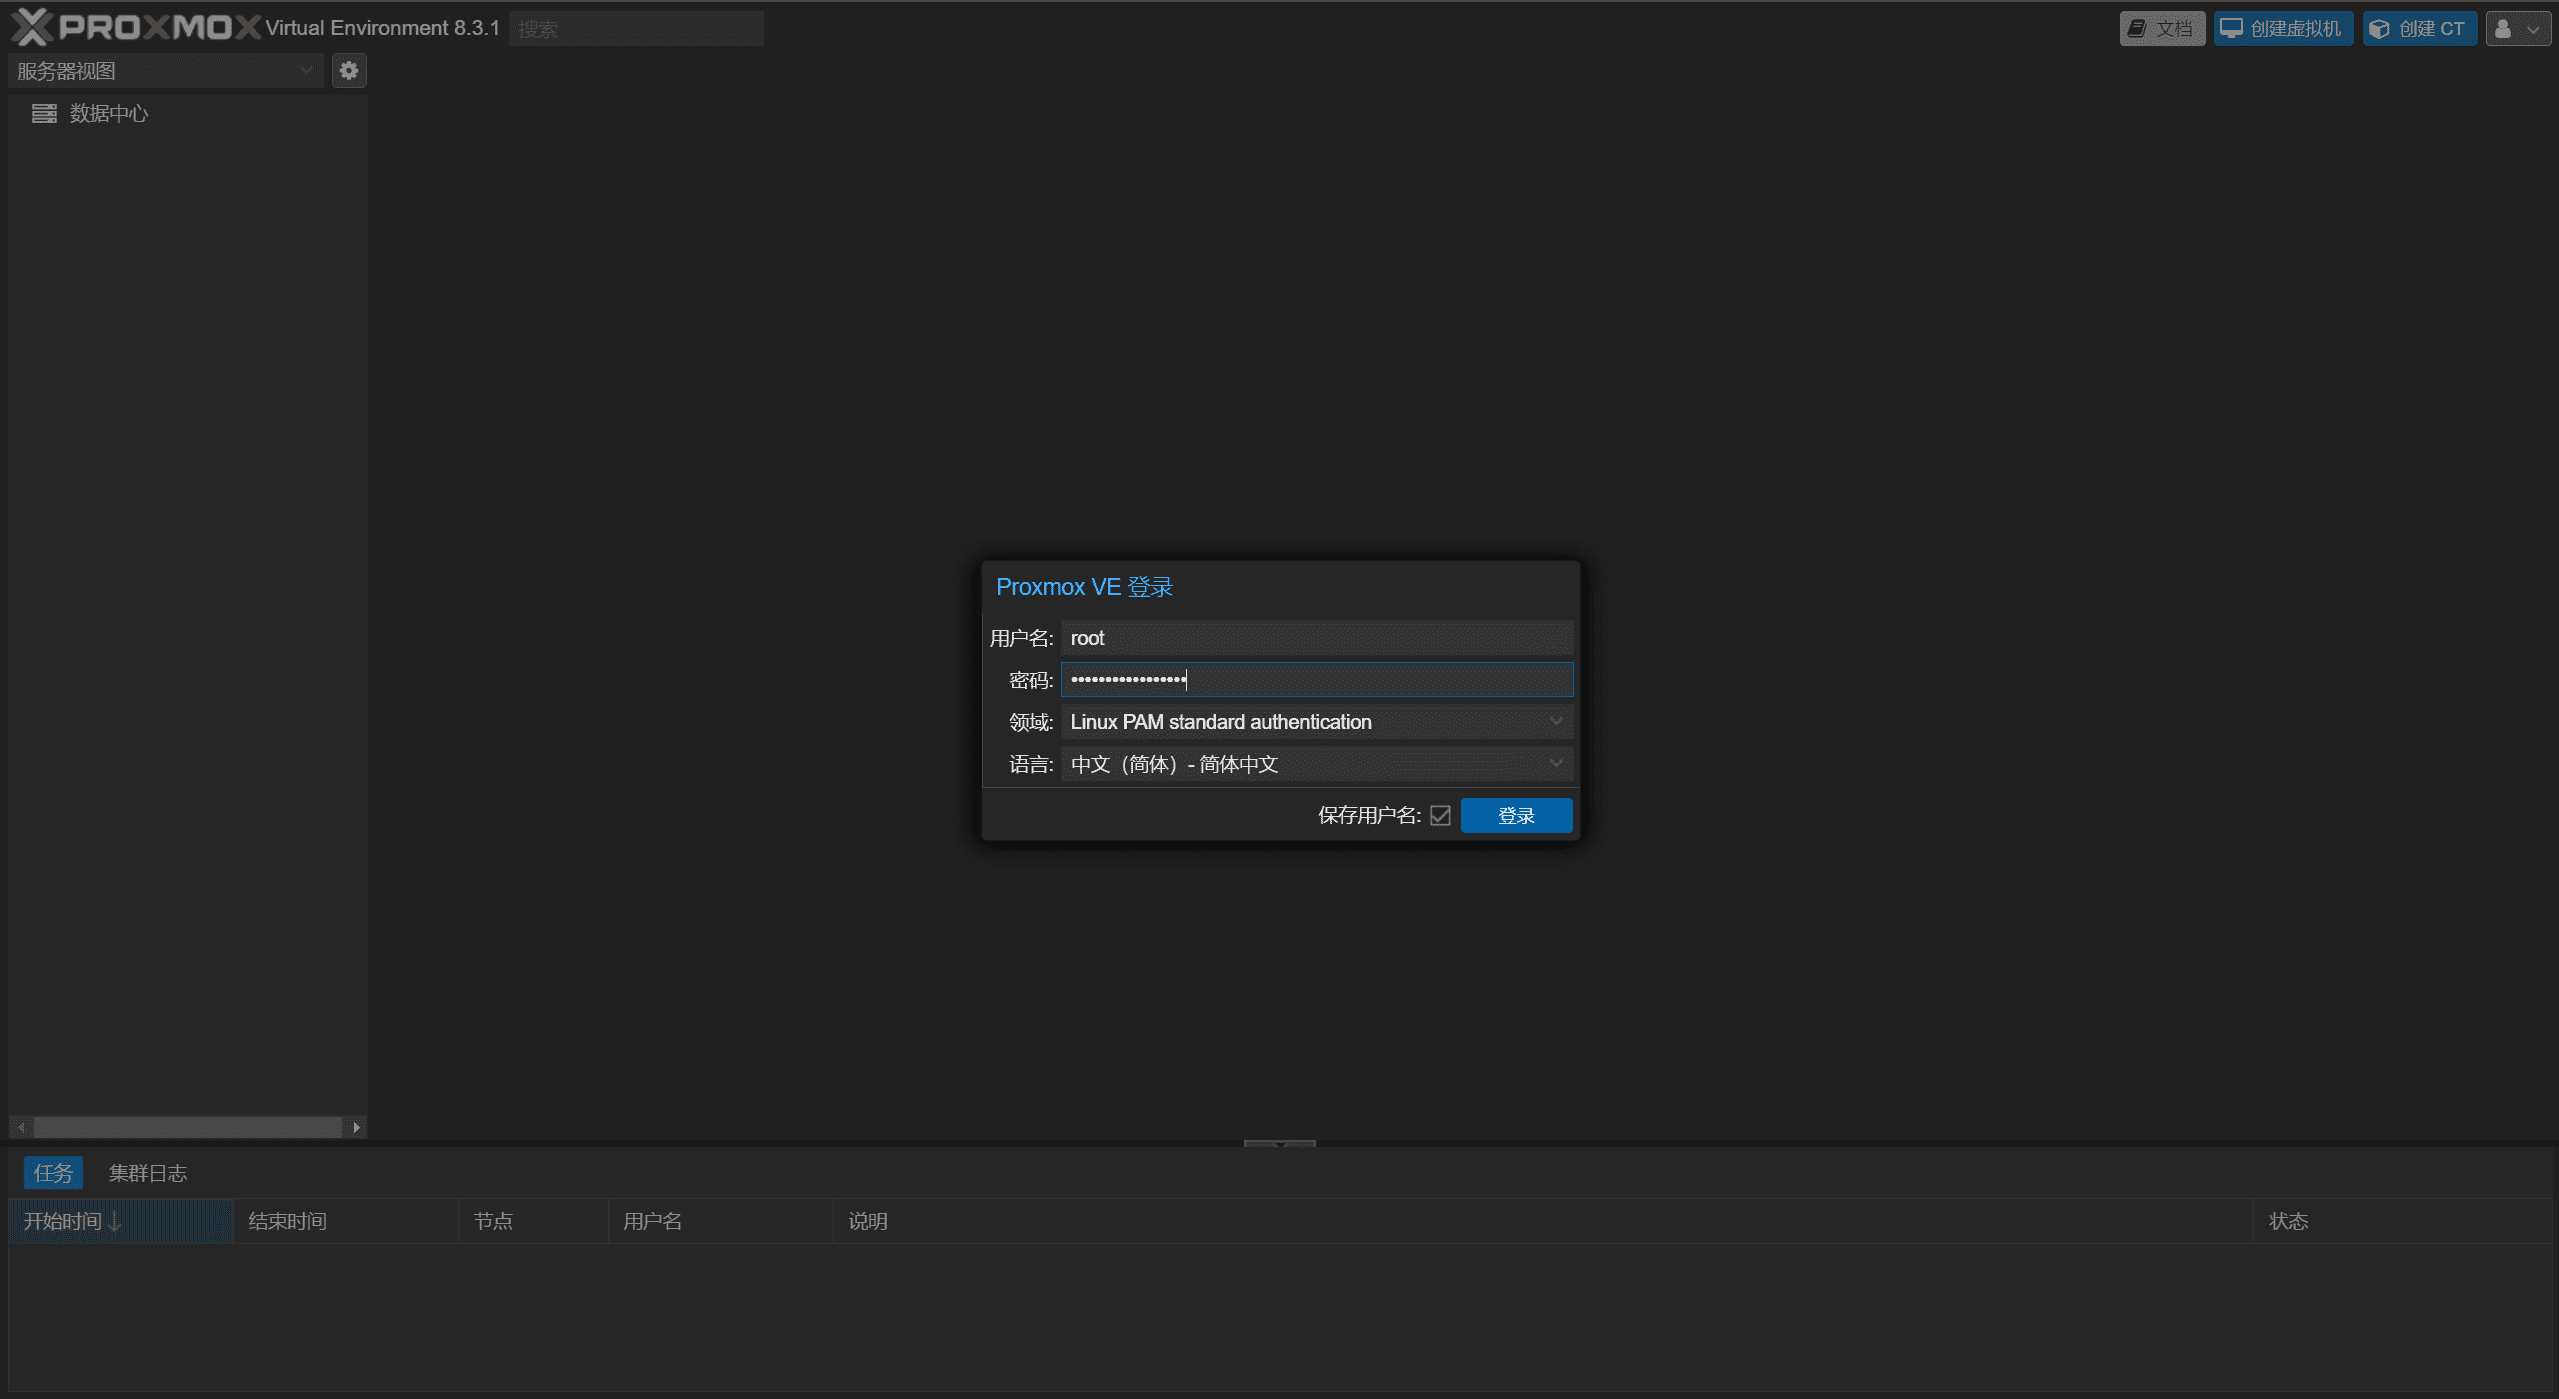 PROXMOX Virtual Environment 8.3.1 搜索 文档 创建虚拟机 创建 CT
服务器视图
数据中心
Proxmox VE 登录
用户名: root
密码: •••••••••••••••••
领域: Linux PAM standard authentication
语言: 中文（简体）- 简体中文
保存用户名: 登录
任务 集群日志
开始时间↓ 结束时间 节点 用户名 说明 状态